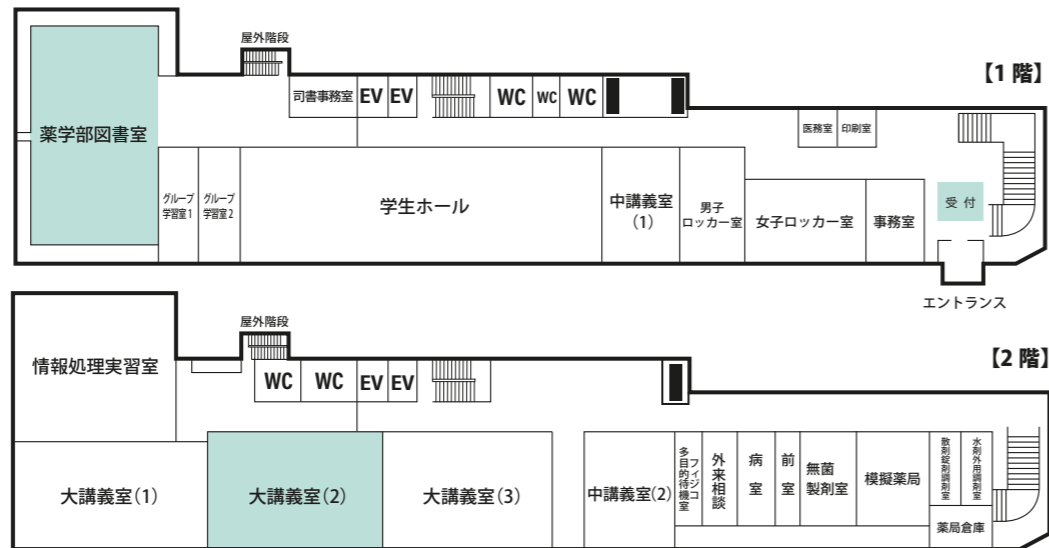 【1 階】
屋外階段
司書事務室
EV
EV
WC
WC
WC
医務室
印刷室
薬学部図書室
グループ
学習室1
グループ
学習室2
学生ホール
中講義室
(1)
男子
ロッカー室
女子ロッカー室
事務室
受 付
エントランス
【2 階】
屋外階段
情報処理実習室
WC
WC
EV
EV
大講義室(1)
大講義室(2)
大講義室(3)
中講義室(2)
フィジコ
多目的待機室
外来相談
病室
前室
無菌
製剤室
模擬薬局
散剤錠剤調剤室
水剤外用調剤室
薬局倉庫